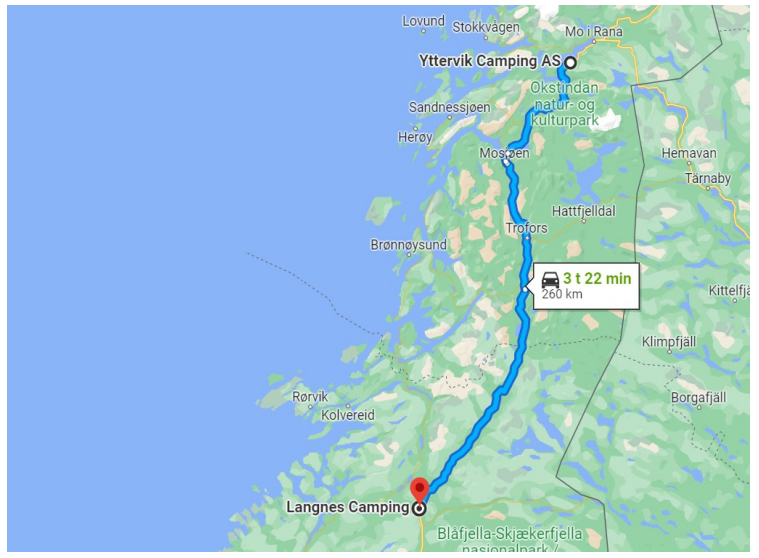 Lovund
Stokkvågen
Mo i Rana
Yttervik Camping AS
Okstindan
natur- og
kulturpark
Sandnessjøen
Herøy
Mosjøen
Hemavan
Tärnaby
Hattfjelldal
Trofors
Brønnøysund
3 t 22 min
260 km
Kittelfjä
Klimpfjäll
Rørvik
Kolvereid
Borgafjäll
Langnes Camping
Blåfjella-Skjækerfjella
nasjonalpark /